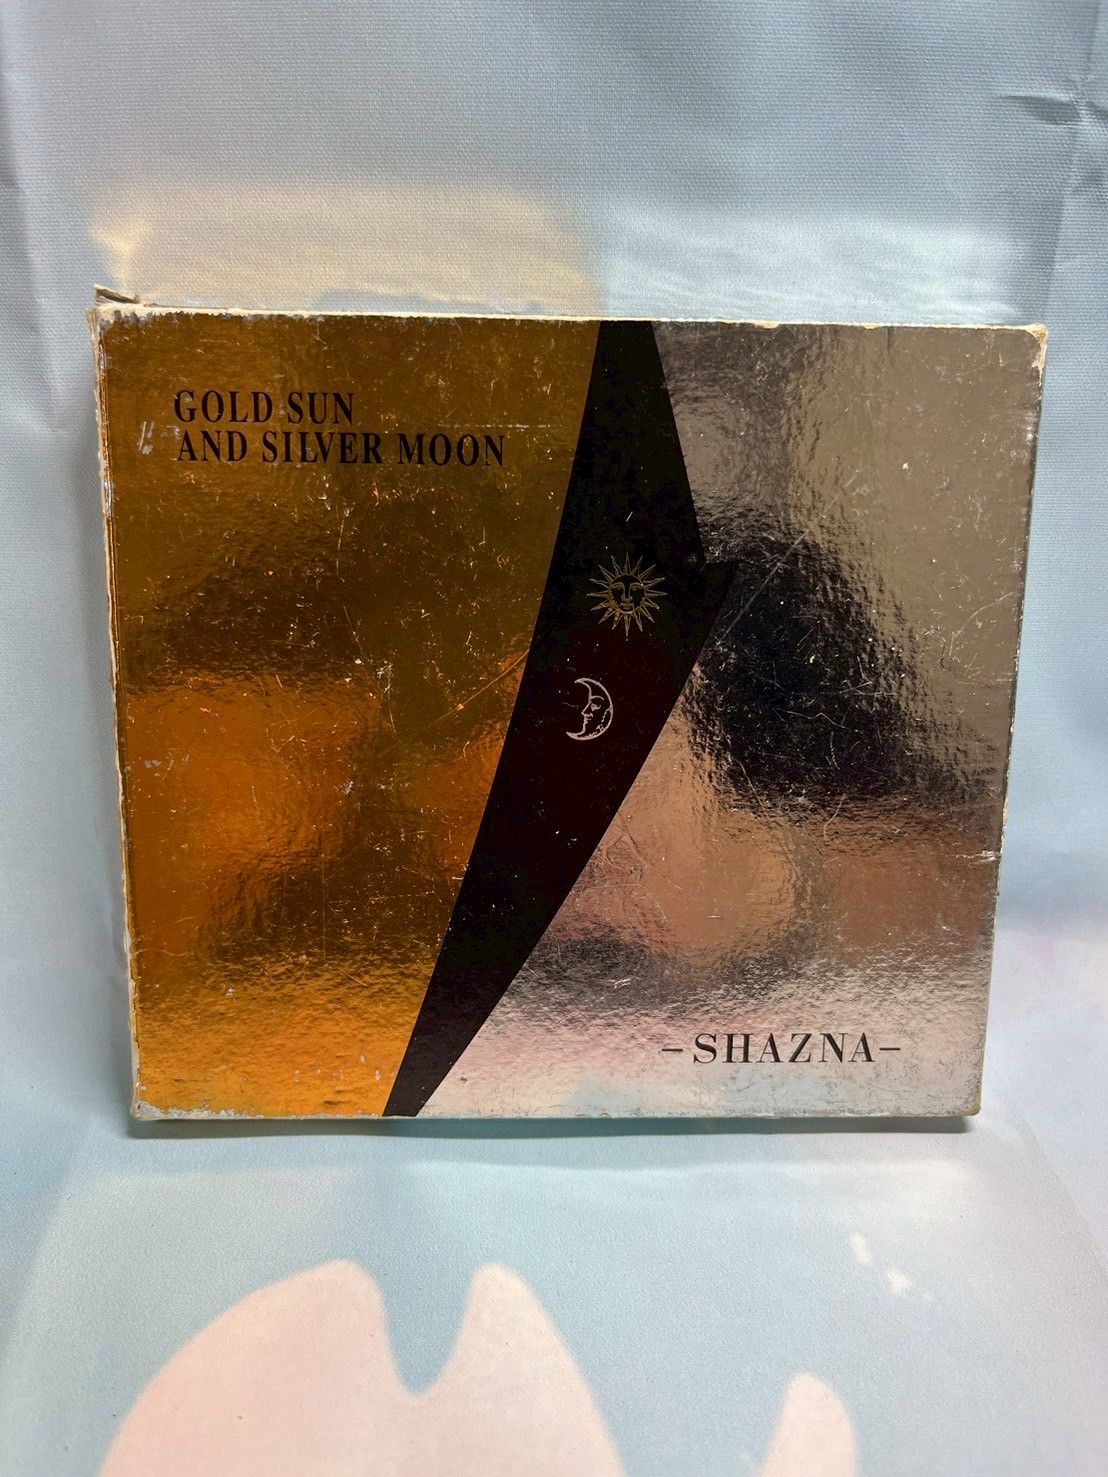 GOLD SUN
AND SILVER MOON
–SHAZNA–